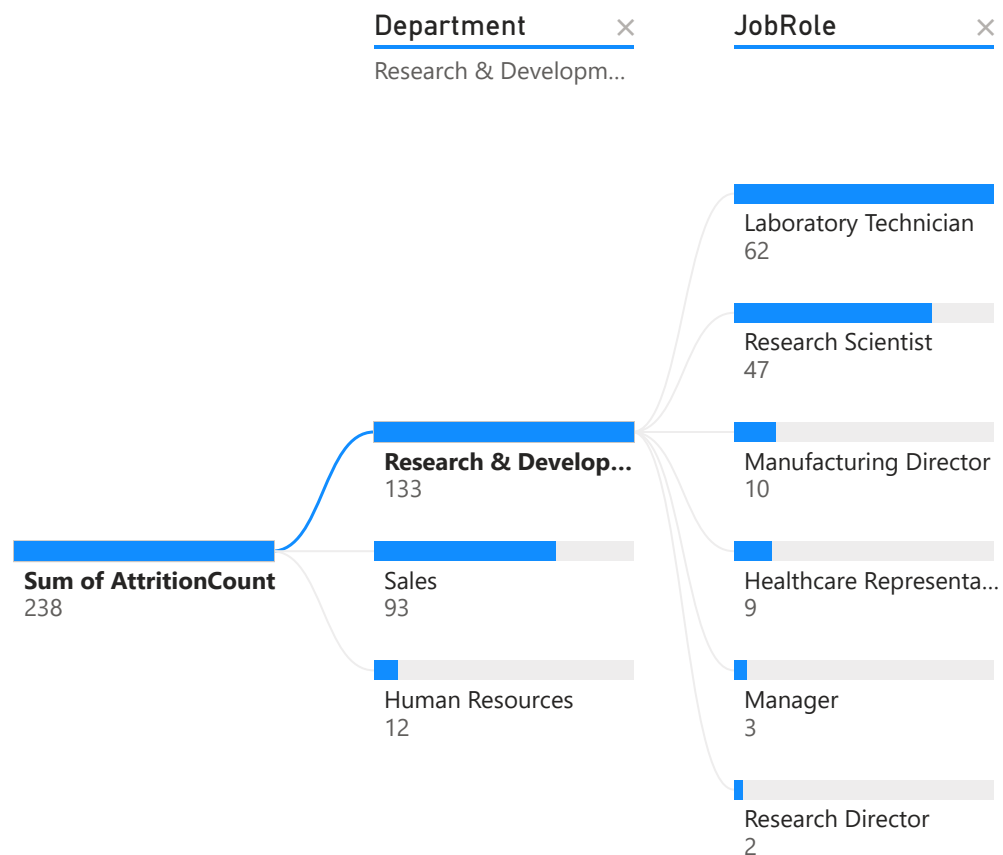 Department ×
Research & Developm...
JobRole ×
Sum of AttritionCount
238
Research & Develop...
133
Sales
93
Human Resources
12
Laboratory Technician
62
Research Scientist
47
Manufacturing Director
10
Healthcare Representa...
9
Manager
3
Research Director
2